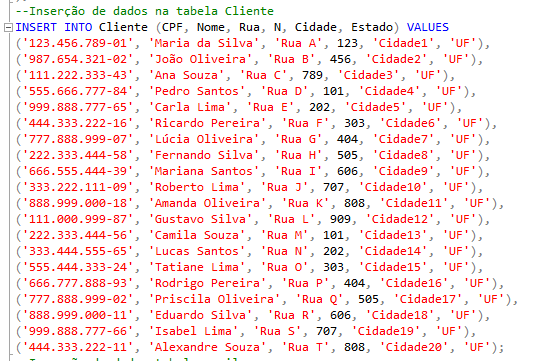 --Inserção de dados na tabela Cliente
INSERT INTO Cliente (CPF, Nome, Rua, N, Cidade, Estado) VALUES
('123.456.789-01', 'Maria da Silva', 'Rua A', 123, 'Cidade1', 'UF'),
('987.654.321-02', 'João Oliveira', 'Rua B', 456, 'Cidade2', 'UF'),
('111.222.333-43', 'Ana Souza', 'Rua C', 789, 'Cidade3', 'UF'),
('555.666.777-84', 'Pedro Santos', 'Rua D', 101, 'Cidade4', 'UF'),
('999.888.777-65', 'Carla Lima', 'Rua E', 202, 'Cidade5', 'UF'),
('444.333.222-16', 'Ricardo Pereira', 'Rua F', 303, 'Cidade6', 'UF'),
('777.888.999-07', 'Lúcia Oliveira', 'Rua G', 404, 'Cidade7', 'UF'),
('222.333.444-58', 'Fernando Silva', 'Rua H', 505, 'Cidade8', 'UF'),
('666.555.444-39', 'Mariana Santos', 'Rua I', 606, 'Cidade9', 'UF'),
('333.222.111-09', 'Roberto Lima', 'Rua J', 707, 'Cidade10', 'UF'),
('888.999.000-18', 'Amanda Oliveira', 'Rua K', 808, 'Cidade11', 'UF'),
('111.000.999-87', 'Gustavo Silva', 'Rua L', 909, 'Cidade12', 'UF'),
('222.333.444-56', 'Camila Souza', 'Rua M', 101, 'Cidade13', 'UF'),
('333.444.555-65', 'Lucas Santos', 'Rua N', 202, 'Cidade14', 'UF'),
('555.444.333-24', 'Tatiane Lima', 'Rua O', 303, 'Cidade15', 'UF'),
('666.777.888-93', 'Rodrigo Pereira', 'Rua P', 404, 'Cidade16', 'UF'),
('777.888.999-02', 'Priscila Oliveira', 'Rua Q', 505, 'Cidade17', 'UF'),
('888.999.000-11', 'Eduardo Silva', 'Rua R', 606, 'Cidade18', 'UF'),
('999.888.777-66', 'Isabel Lima', 'Rua S', 707, 'Cidade19', 'UF'),
('444.333.222-11', 'Alexandre Souza', 'Rua T', 808, 'Cidade20', 'UF');